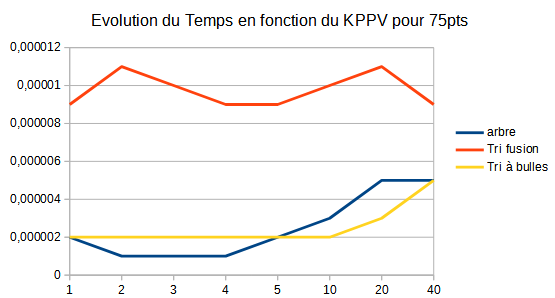 Evolution du Temps en fonction du KPPV pour 75pts
0,000012
0,00001
0,000008
0,000006
0,000004
0,000002
0
1 2 3 4 5 10 20 40
arbre
Tri fusion
Tri à bulles